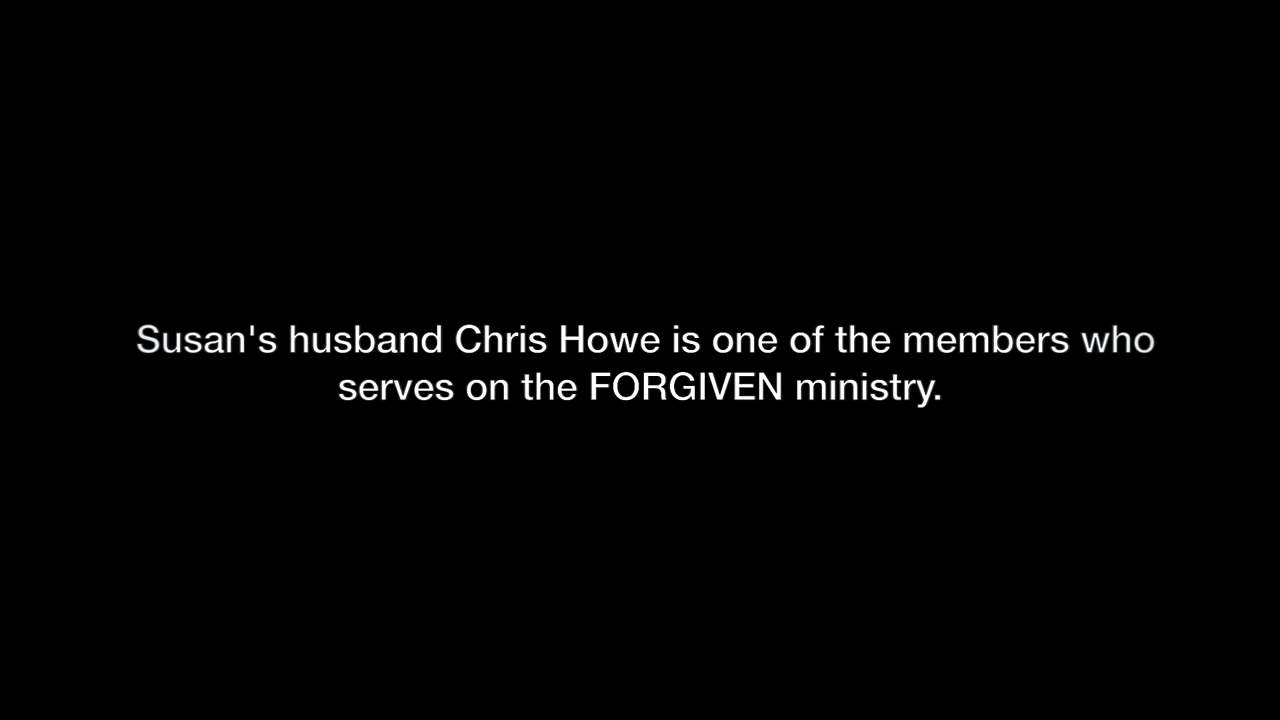 Susan's husband Chris Howe is one of the members who
serves on the FORGIVEN ministry.